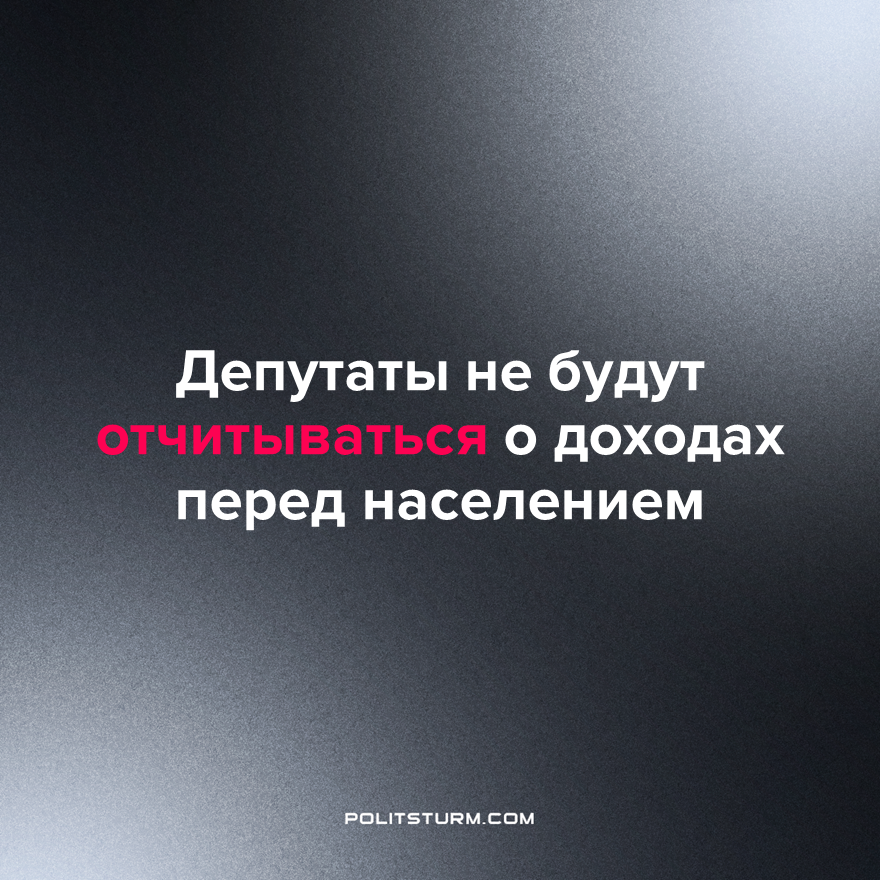 Депутаты не будут
отчитываться о доходах
перед населением
POLITSTURM.COM